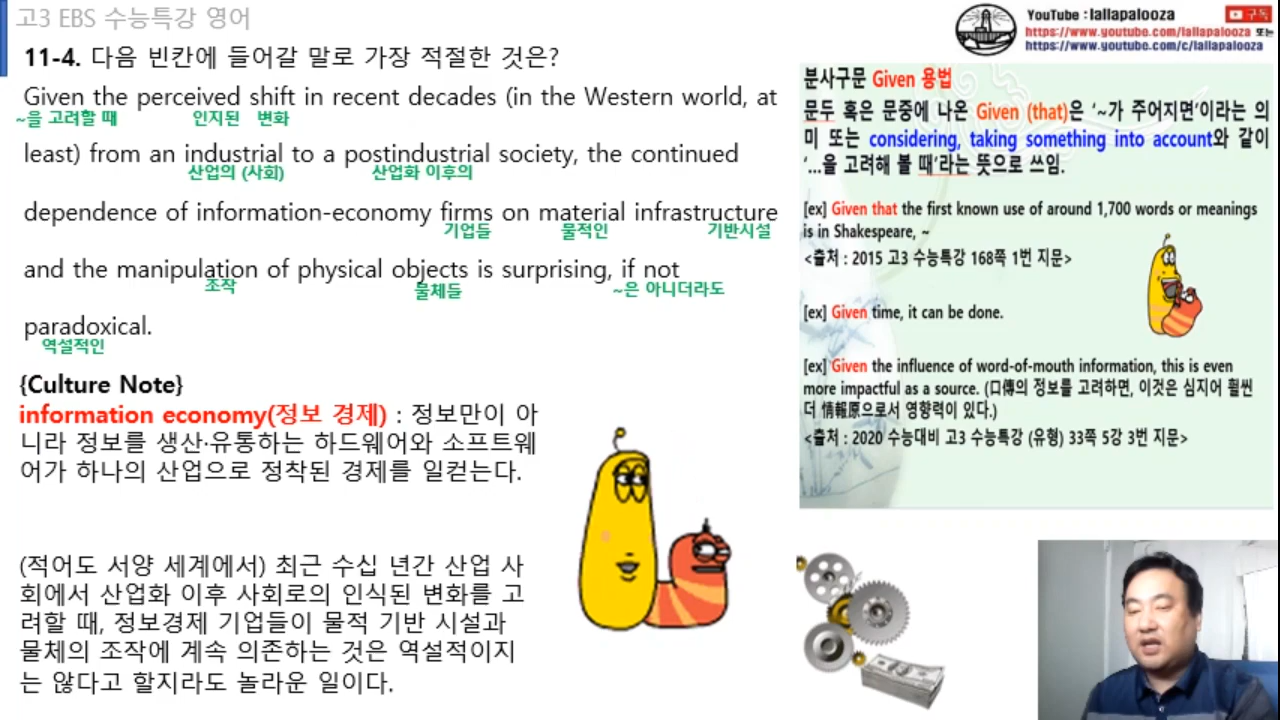 고3 EBS 수능특강 영어
11-4. 다음 빈칸에 들어갈 말로 가장 적절한 것은?
Given the perceived shift in recent decades (in the Western world, at
~을 고려할 때 인지된 변화
least) from an industrial to a postindustrial society, the continued
산업의 (사회) 산업화 이후의
dependence of information-economy firms on material infrastructure
기업들 물적인 기반시설
and the manipulation of physical objects is surprising, if not
조작 물체들 ~은 아니더라도
paradoxical.
역설적인
{Culture Note}
information economy(정보 경제) : 정보만이 아
니라 정보를 생산·유통하는 하드웨어와 소프트웨
어가 하나의 산업으로 정착된 경제를 일컫는다.
(적어도 서양 세계에서) 최근 수십 년간 산업 사
회에서 산업화 이후 사회로의 인식된 변화를 고
려할 때, 정보경제 기업들이 물적 기반 시설과
물체의 조작에 계속 의존하는 것은 역설적이지
는 않다고 할지라도 놀라운 일이다.
YouTube : lallapalooza 구독
https://www.youtube.com/lallapalooza 또는
https://www.youtube.com/c/lallapalooza
분사구문 Given 용법
문두 혹은 문중에 나온 Given (that)은 ‘~가 주어지면’이라는 의
미 또는 considering, taking something into account와 같이
‘...을 고려해 볼 때’라는 뜻으로 쓰임.
[ex] Given that the first known use of around 1,700 words or meanings
is in Shakespeare, ~
<출처 : 2015 고3 수능특강 168쪽 1번 지문>
[ex] Given time, it can be done.
[ex] Given the influence of word-of-mouth information, this is even
more impactful as a source. (口傳의 정보를 고려하면, 이것은 심지어 훨씬
더 情報原으로서 영향력이 있다.)
<출처 : 2020 수능대비 고3 수능특강 (유형) 33쪽 5강 3번 지문>